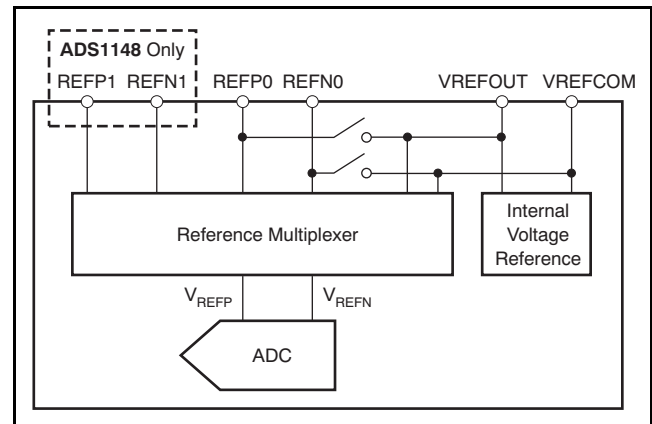 ADS1148 Only
REFP1 REFN1 REFP0 REFN0 VREFOUT VREFCOM
Reference Multiplexer
Internal
Voltage
Reference
VREFP VREFN
ADC